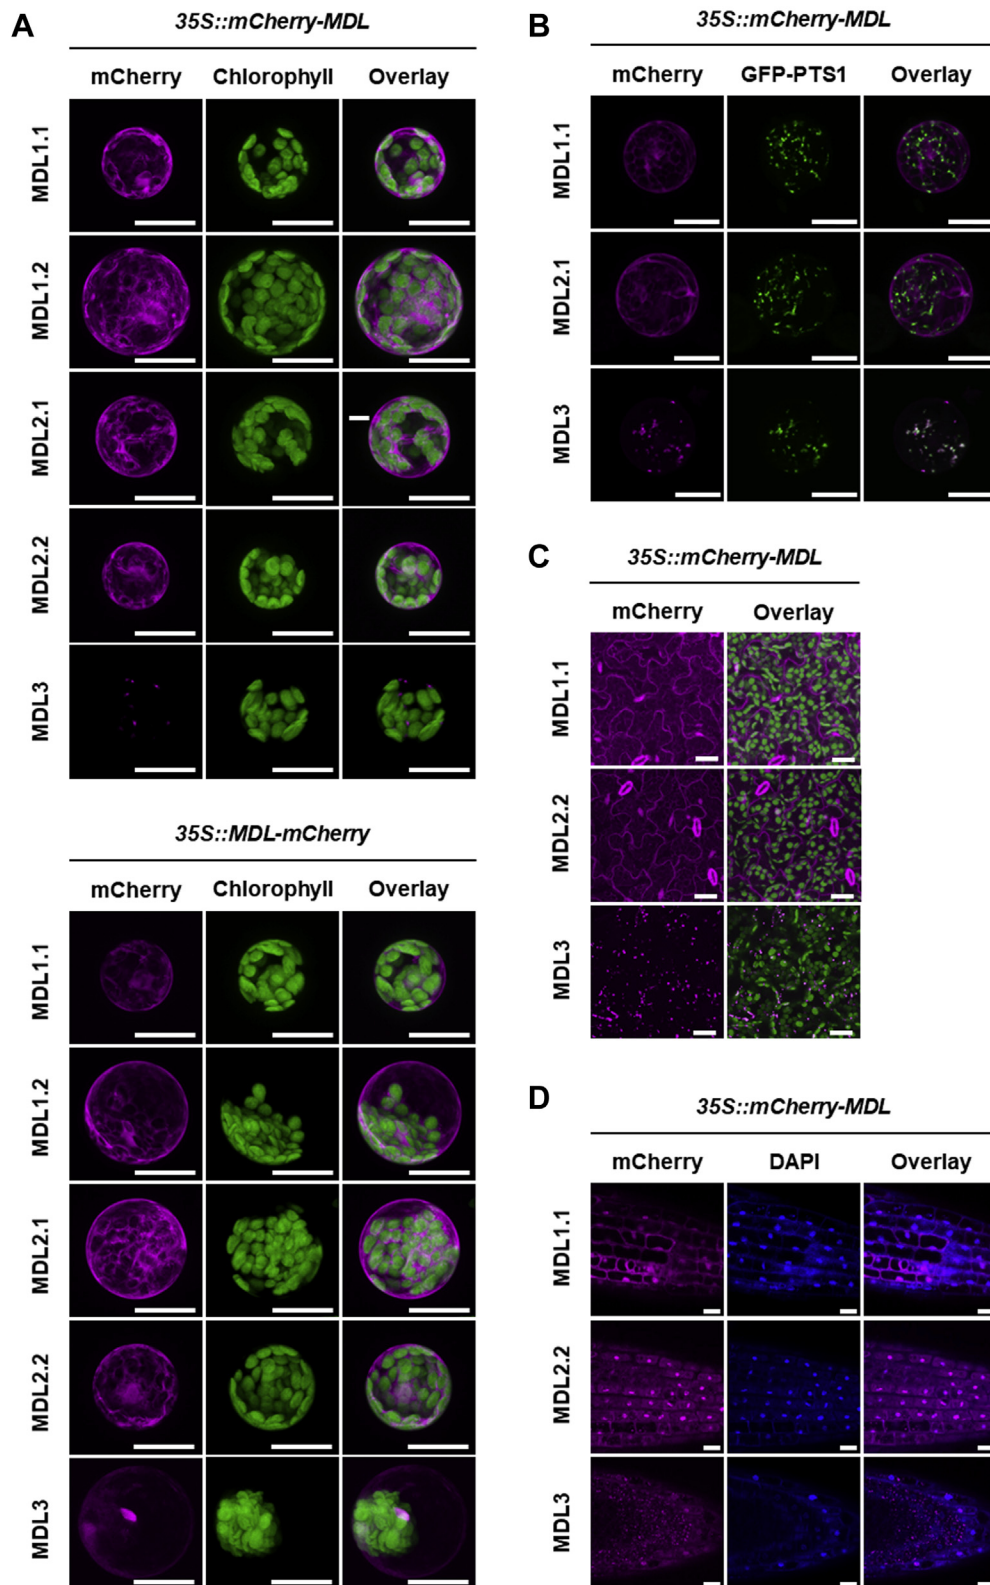 A
35S::mCherry-MDL
mCherry Chlorophyll Overlay
MDL1.1
MDL1.2
MDL2.1
MDL2.2
MDL3
35S::MDL-mCherry
mCherry Chlorophyll Overlay
MDL1.1
MDL1.2
MDL2.1
MDL2.2
MDL3
B
35S::mCherry-MDL
mCherry GFP-PTS1 Overlay
MDL1.1
MDL2.1
MDL3
C
35S::mCherry-MDL
mCherry Overlay
MDL1.1
MDL2.2
MDL3
D
35S::mCherry-MDL
mCherry DAPI Overlay
MDL1.1
MDL2.2
MDL3